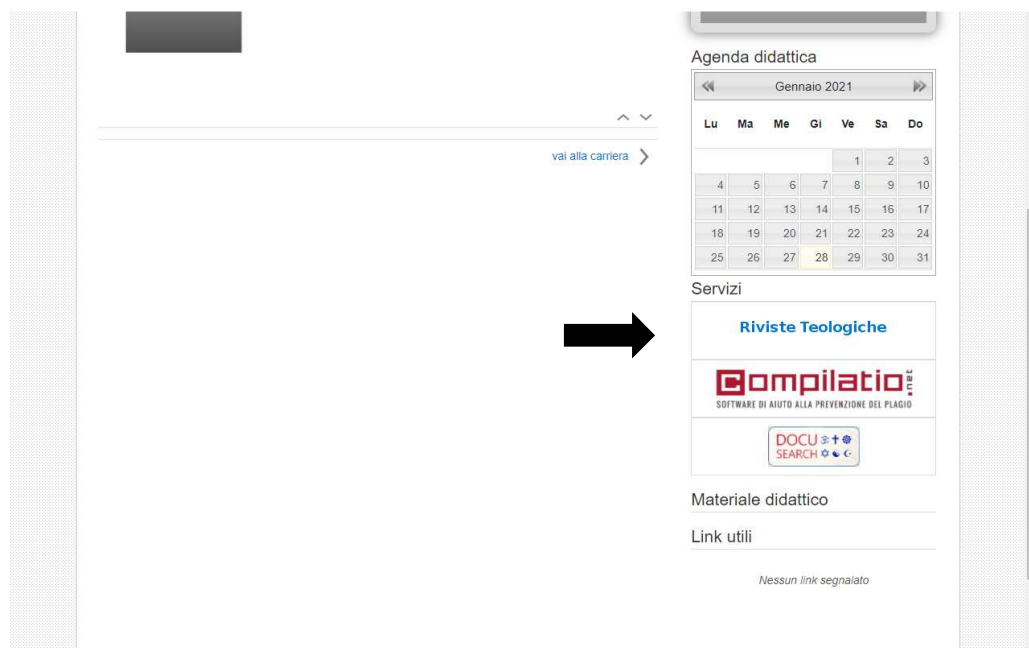 Agenda didattica
Gennaio 2021
Lu Ma Me Gi Ve Sa Do
1 2 3
vai alla carriera
4 5 6 7 8 9 10
11 12 13 14 15 16 17
18 19 20 21 22 23 24
25 26 27 28 29 30 31
Servizi
Riviste Teologiche
Compilatio.net
SOFTWARE DI AIUTO ALLA PREVENZIONE DEL PLAGIO
DOCU
SEARCH
Materiale didattico
Link utili
Nessun link segnalato